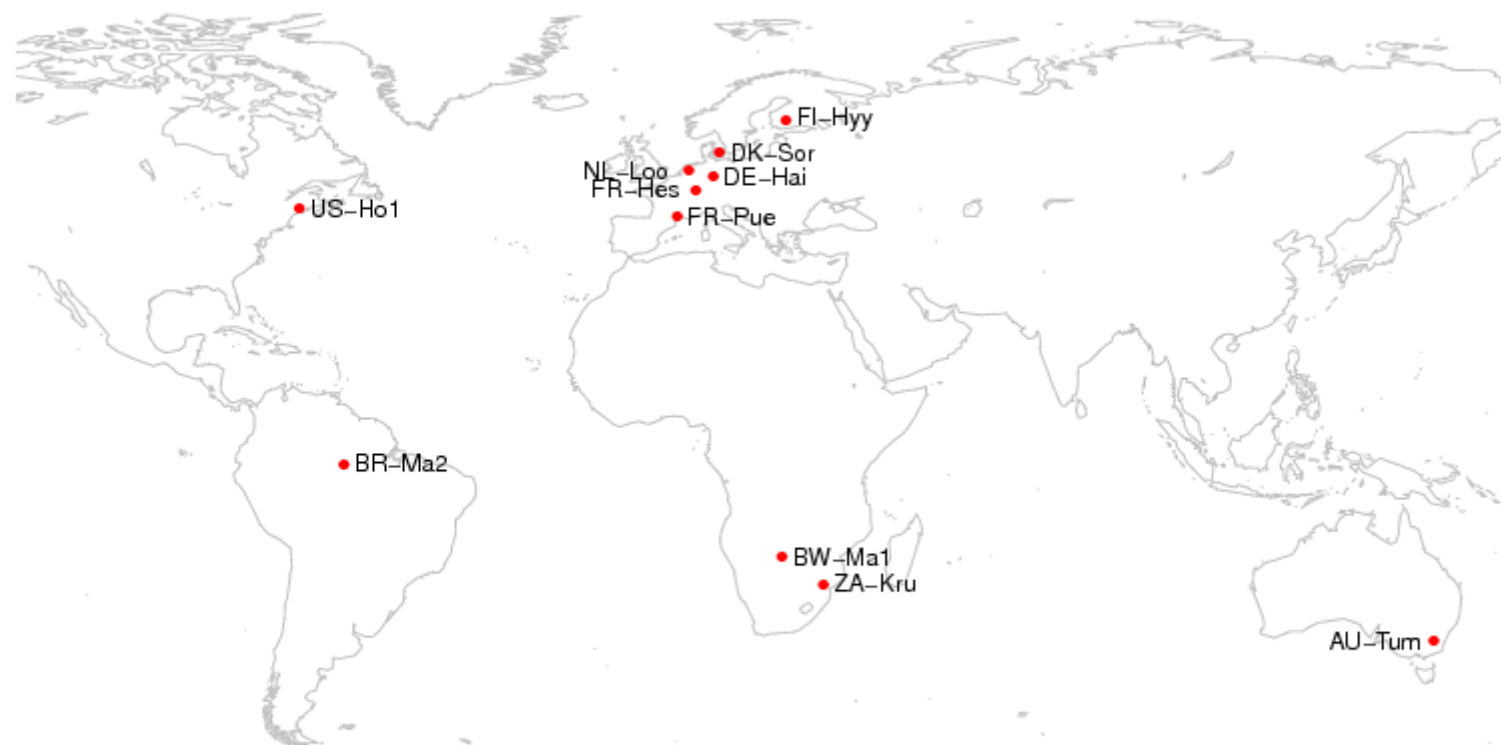 FI–Hyy
DK–Sor
NL–Loo
DE–Hai
FR–Hes
US–Ho1
FR–Pue
BR–Ma2
BW–Ma1
ZA–Kru
AU–Tum